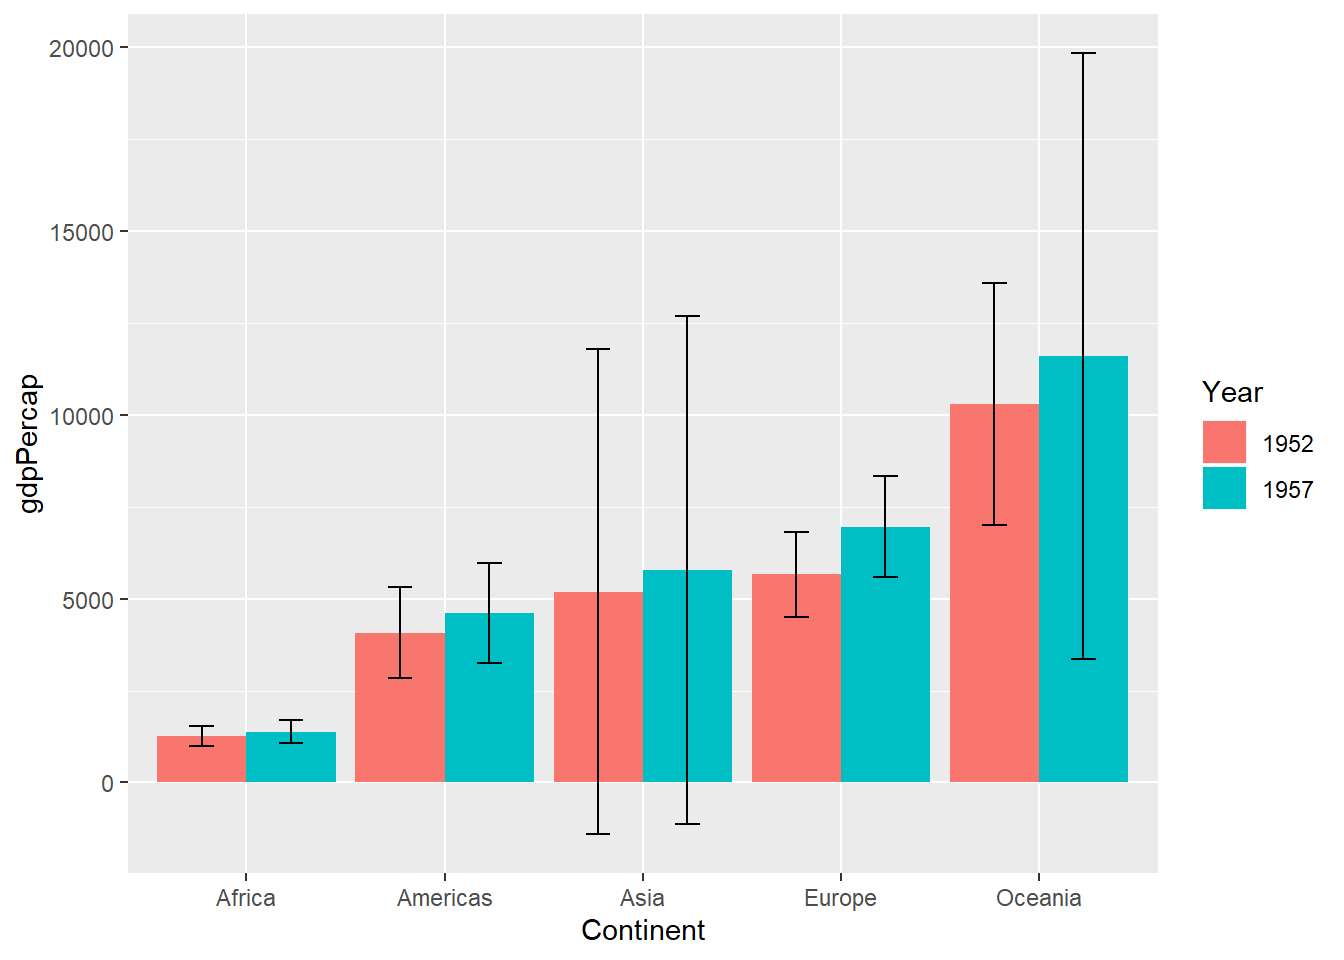 20000
15000
10000
5000
0
gdpPercap
Africa
Americas
Asia
Europe
Oceania
Continent
Year
1952
1957